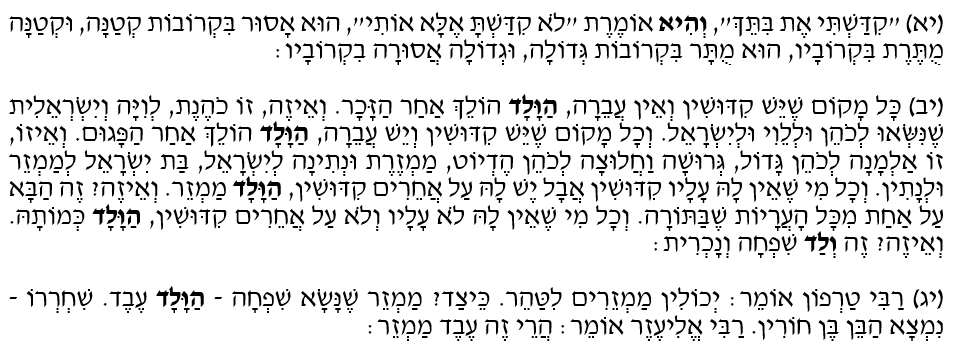 (יא) "קִדַּשְׁתִּי אֶת בִּתֵּךְ", וְהִיא אוֹמֶרֶת "לֹא קִדַּשְׁתָּ אֶלָּא אוֹתִי", הוּא אָסוּר בִּקְרוֹבוֹת קְטַנָּה, וּקְטַנָּה
מֻתֶּרֶת בִּקְרוֹבָיו, הוּא מֻתָּר בִּקְרוֹבוֹת גְּדוֹלָה, וּגְדוֹלָה אֲסוּרָה בִקְרוֹבָיו:
(יב) כָּל מָקוֹם שֶׁיֵּשׁ קִדּוּשִׁין וְאֵין עֲבֵרָה, הַוָּלָד הוֹלֵךְ אַחַר הַזָּכָר. וְאֵיזֶה, זוֹ כֹהֶנֶת, לְוִיָּה וְיִשְׂרְאֵלִית
שֶׁנִּשְּׂאוּ לְכֹהֵן וּלְלֵוִי וּלְיִשְׂרָאֵל. וְכָל מָקוֹם שֶׁיֵּשׁ קִדּוּשִׁין וְיֵשׁ עֲבֵרָה, הַוָּלָד הוֹלֵךְ אַחַר הַפָּגוּם. וְאֵיזוֹ,
זוֹ אַלְמָנָה לְכֹהֵן גָּדוֹל, גְּרוּשָׁה וַחֲלוּצָה לְכֹהֵן הֶדְיוֹט, מַמְזֶרֶת וּנְתִינָה לְיִשְׂרָאֵל, בַּת יִשְׂרָאֵל לְמַמְזֵר
וּלְנָתִין. וְכָל מִי שֶׁאֵין לָהּ עָלָיו קִדּוּשִׁין אֲבָל יֶשׁ לָהּ עַל אֲחֵרִים קִדּוּשִׁין, הַוָּלָד מַמְזֵר. וְאֵיזֶה? זֶה הַבָּא
עַל אַחַת מִכָּל הָעֲרָיוֹת שֶׁבַּתּוֹרָה. וְכָל מִי שֶׁאֵין לָהּ לֹא עָלָיו וְלֹא עַל אֲחֵרִים קִדּוּשִׁין, הַוָּלָד כְּמוֹתָהּ.
וְאֵיזֶה? זֶה וְלַד שִׁפְחָה וְנָכְרִית:
(יג) רַבִּי טַרְפוֹן אוֹמֵר: יְכוֹלִין מַמְזֵרִים לִטַּהֵר. כֵּיצַד? מַמְזֵר שֶׁנָּשָׂא שִׁפְחָה - הַוָּלָד עֶבֶד. שִׁחְרְרוֹ -
נִמְצָא הַבֵּן בֶּן חוֹרִין. רַבִּי אֱלִיעֶזֶר אוֹמֵר: הֲרֵי זֶה עֶבֶד מַמְזֵר: